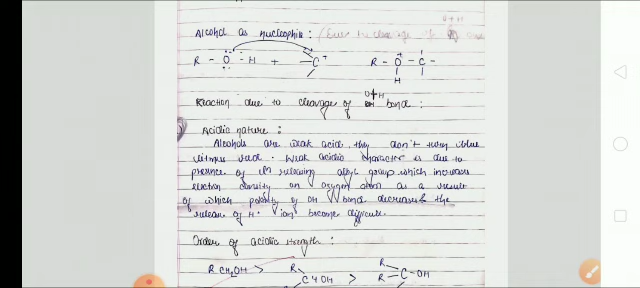 Alcohol as nucleophile :
R - O - H + - C +
R - O + - C -
H
Reaction due to cleavage of O H bond :
Acidic nature :
Alcohols are weak acid, they don't turn blue
litmus red. Weak acidic character is due to
presence of releasing alkyl group which increases
electron density on oxygen atom as a result
of which polarity of OH bond decreases & the
release of H+ ion become difficult.
Order of acidic strength :
R CH2OH > R CHOH > R C - OH
R